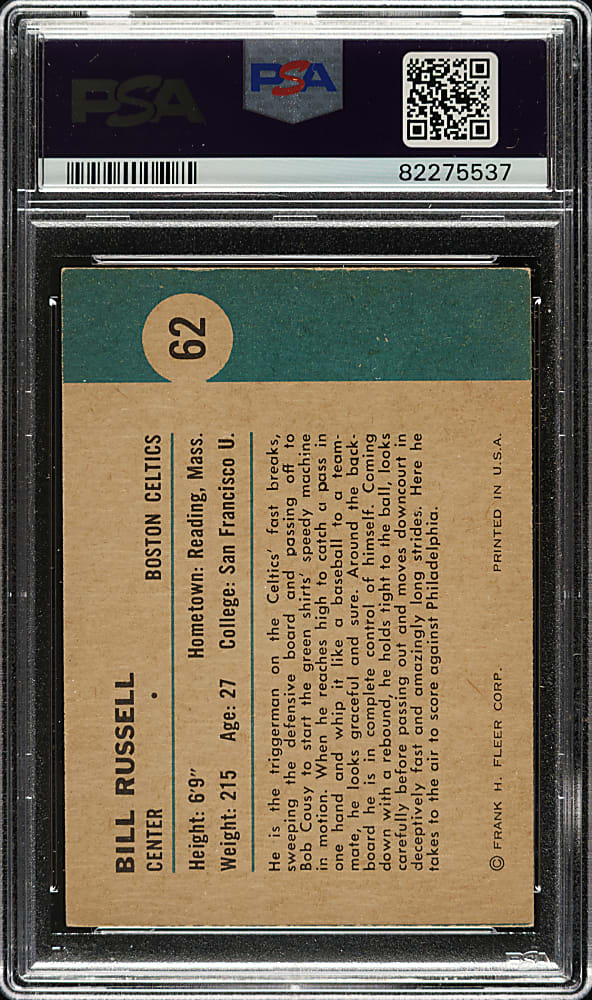 PSA
PSA
82275537
62
BILL RUSSELL
CENTER • BOSTON CELTICS
Height: 6'9" Hometown: Reading, Mass.
Weight: 215 Age: 27 College: San Francisco U.
He is the triggerman on the Celtics' fast breaks,
sweeping the defensive board and passing off to
Bob Cousy to start the green shirts' speedy machine
in motion. When he reaches high to catch a pass in
one hand and whip it like a baseball to a team-
mate, he looks graceful and sure. Around the back-
board he is in complete control of himself. Coming
down with a rebound, he holds tight to the ball, looks
carefully before passing out and moves downcourt in
deceptively fast and amazingly long strides. Here he
takes to the air to score against Philadelphia.
© FRANK H. FLEER CORP. PRINTED IN U.S.A.
PSA